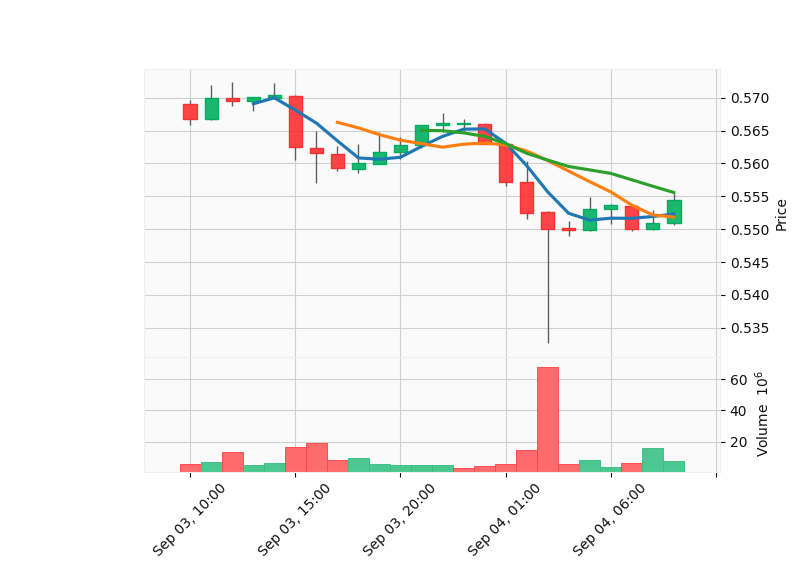 0.570
0.565
0.560
0.555
0.550
0.545
0.540
0.535
Price
60
40
20
Volume 10^6
Sep 03, 10:00
Sep 03, 15:00
Sep 03, 20:00
Sep 04, 01:00
Sep 04, 06:00